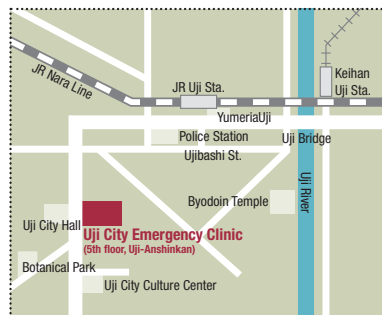 JR Nara Line
JR Uji Sta.
Keihan
Uji Sta.
YumeriaUji
Police Station
Uji Bridge
Ujibashi St.
Byodoin Temple
Uji River
Uji City Hall
Uji City Emergency Clinic
(5th floor, Uji-Anshinkan)
Botanical Park
Uji City Culture Center